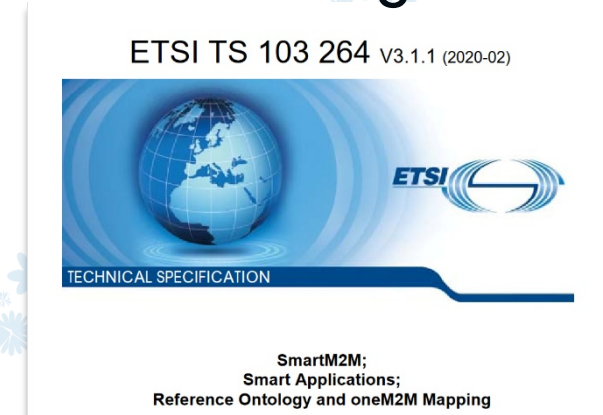 ETSI TS 103 264 V3.1.1 (2020-02)
ETSI
TECHNICAL SPECIFICATION
SmartM2M;
Smart Applications;
Reference Ontology and oneM2M Mapping